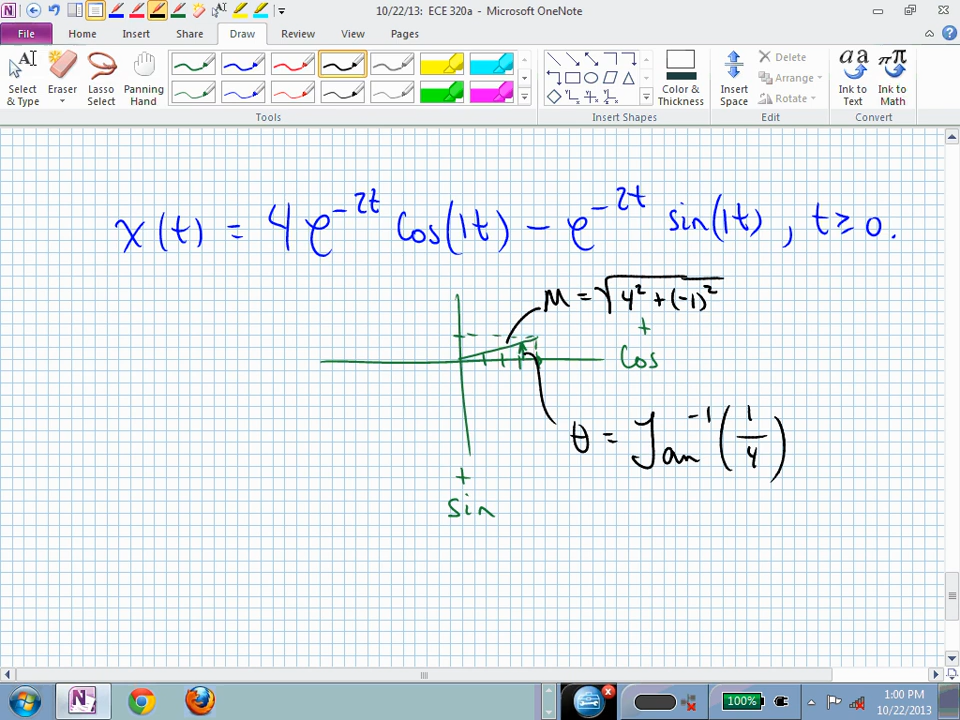 10/22/13: ECE 320a - Microsoft OneNote
File Home Insert Share Draw Review View Pages
Select & Type
Eraser
Lasso Select
Panning Hand
Color & Thickness
Insert Space
Delete
Arrange
Rotate
Ink to Text
Ink to Math
Tools
Insert Shapes
Edit
Convert
x(t) = 4e^{-2t} cos(1t) - e^{-2t} sin(1t), t ≥ 0.
M = √(4² + (-1)²)
+
cos
θ = Tan^{-1}(1/4)
+
sin
100%
1:00 PM
10/22/2013